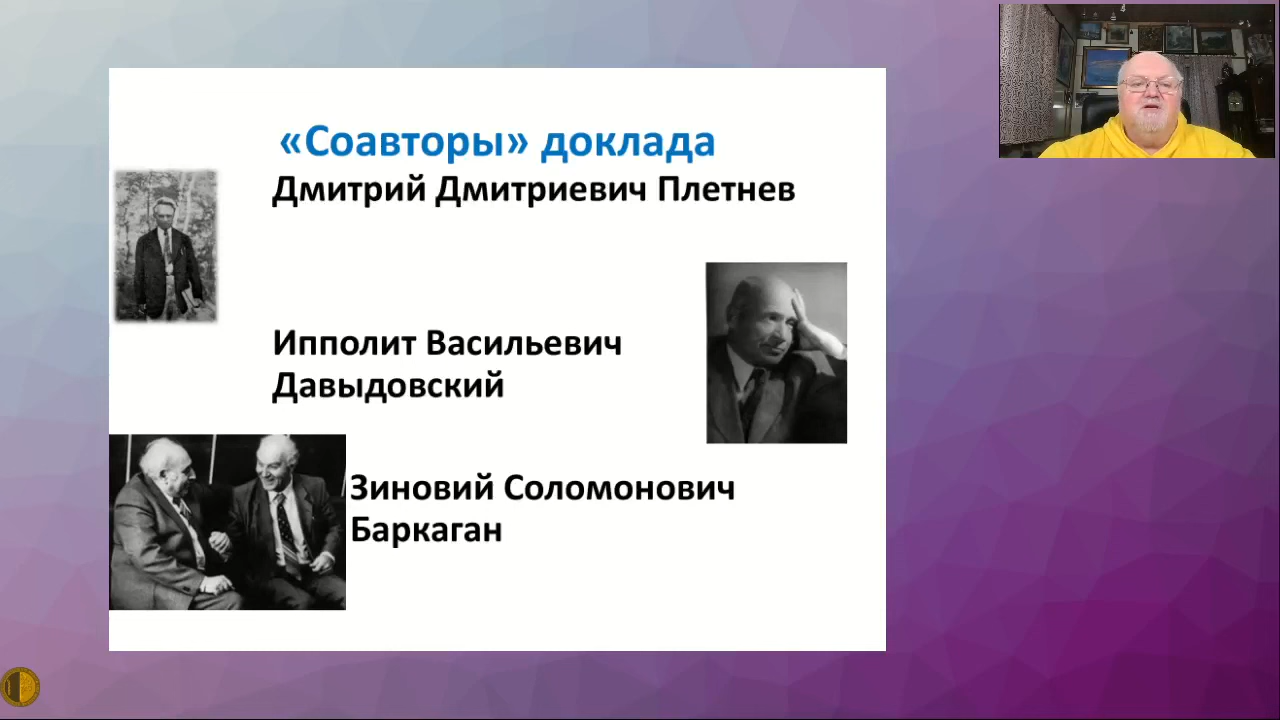 «Соавторы» доклада
Дмитрий Дмитриевич Плетнев
Ипполит Васильевич
Давыдовский
Зиновий Соломонович
Баркаган